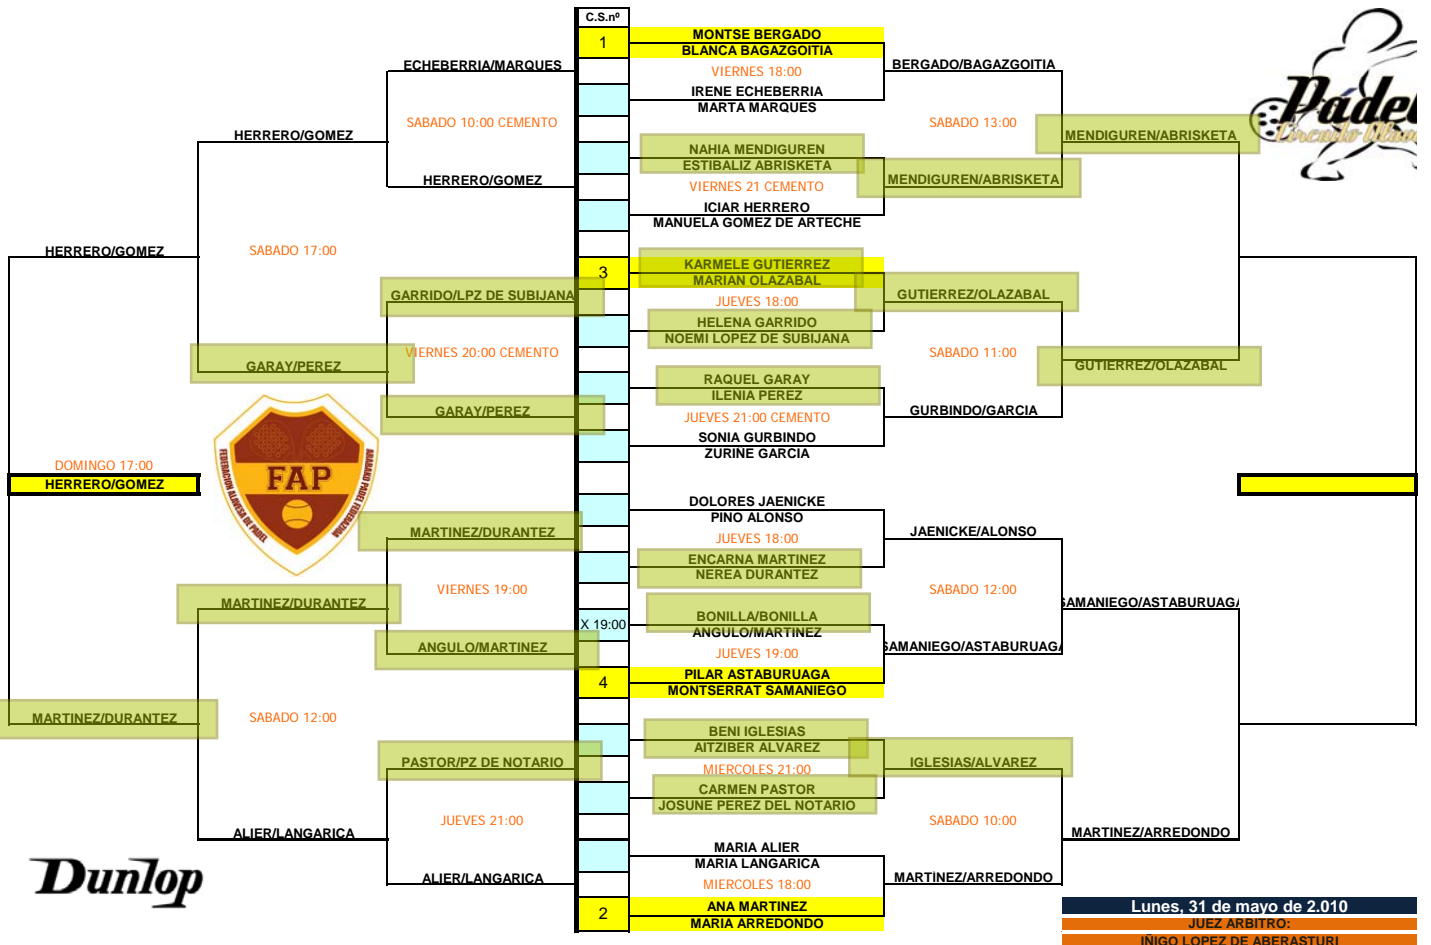 C.S.nº
1
MONTSE BERGADO
BLANCA BAGAZGOITIA
VIERNES 18:00
IRENE ECHEBERRIA
MARTA MARQUES
NAHIA MENDIGUREN
ESTIBALIZ ABRISKETA
VIERNES 21 CEMENTO
ICIAR HERRERO
MANUELA GOMEZ DE ARTECHE
3
KARMELE GUTIERREZ
MARIAN OLAZABAL
JUEVES 18:00
HELENA GARRIDO
NOEMI LOPEZ DE SUBIJANA
RAQUEL GARAY
ILENIA PEREZ
JUEVES 21:00 CEMENTO
SONIA GURBINDO
ZURIÑE GARCIA
DOLORES JAENICKE
PINO ALONSO
JUEVES 18:00
ENCARNA MARTINEZ
NEREA DURANTEZ
X 19:00
BONILLA/BONILLA
ANGULO/MARTINEZ
JUEVES 19:00
4
PILAR ASTABURUAGA
MONTSERRAT SAMANIEGO
BENI IGLESIAS
AITZIBER ALVAREZ
MIERCOLES 21:00
CARMEN PASTOR
JOSUNE PEREZ DEL NOTARIO
MARIA ALIER
MARIA LANGARICA
MIERCOLES 18:00
2
ANA MARTINEZ
MARIA ARREDONDO
ECHEBERRIA/MARQUES
SABADO 10:00 CEMENTO
HERRERO/GOMEZ
HERRERO/GOMEZ
HERRERO/GOMEZ
SABADO 17:00
GARRIDO/LPZ DE SUBIJANA
VIERNES 20:00 CEMENTO
GARAY/PEREZ
GARAY/PEREZ
DOMINGO 17:00
HERRERO/GOMEZ
FAP
FEDERACION ALAVESA DE PADEL
ARABAKO PADEL FEDERAZIOA
MARTINEZ/DURANTEZ
VIERNES 19:00
MARTINEZ/DURANTEZ
ANGULO/MARTINEZ
MARTINEZ/DURANTEZ
SABADO 12:00
PASTOR/PZ DE NOTARIO
JUEVES 21:00
ALIER/LANGARICA
ALIER/LANGARICA
Dunlop
BERGADO/BAGAZGOITIA
SABADO 13:00
MENDIGUREN/ABRISKETA
MENDIGUREN/ABRISKETA
GUTIERREZ/OLAZABAL
SABADO 11:00
GUTIERREZ/OLAZABAL
GURBINDO/GARCIA
JAENICKE/ALONSO
SABADO 12:00
SAMANIEGO/ASTABURUAGA
SAMANIEGO/ASTABURUAGA
IGLESIAS/ALVAREZ
SABADO 10:00
MARTINEZ/ARREDONDO
MARTINEZ/ARREDONDO
Pádel
Lunes, 31 de mayo de 2.010
JUEZ ARBITRO:
IÑIGO LOPEZ DE ABERASTURI